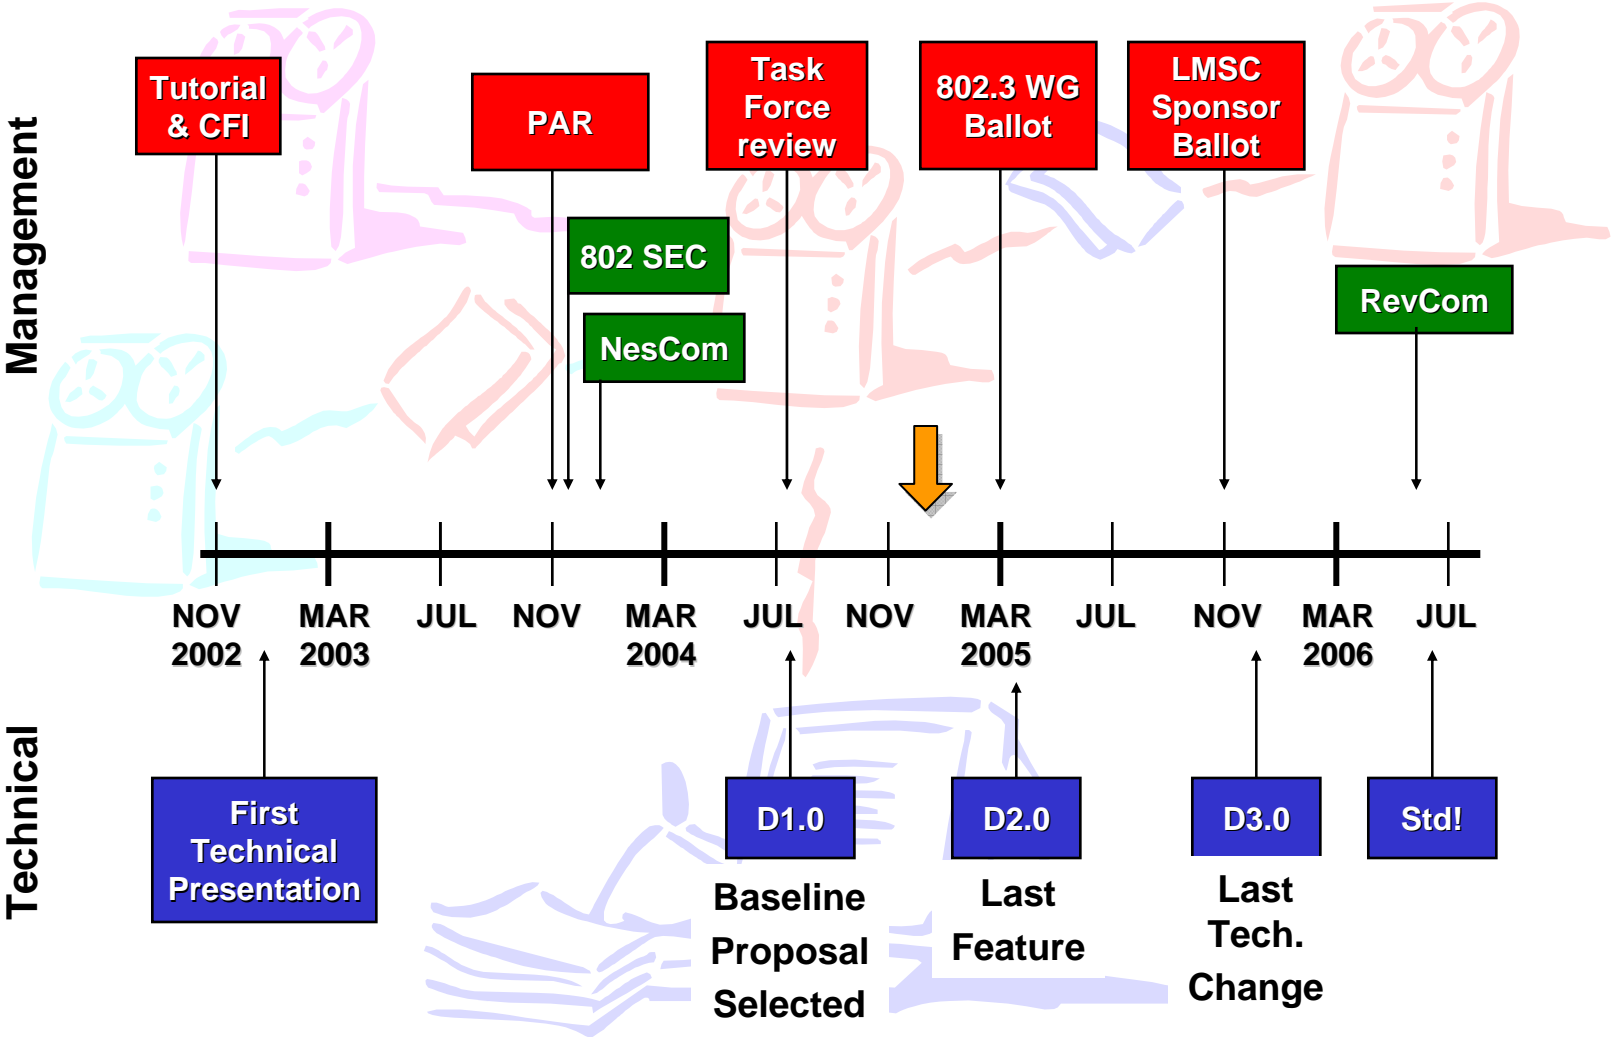 Management
Tutorial
& CFI
PAR
Task
Force
review
802.3 WG
Ballot
LMSC
Sponsor
Ballot
802 SEC
NesCom
RevCom
NOV
2002
MAR
2003
JUL
NOV
MAR
2004
JUL
NOV
MAR
2005
JUL
NOV
MAR
2006
JUL
Technical
First
Technical
Presentation
D1.0
Baseline
Proposal
Selected
D2.0
Last
Feature
D3.0
Last
Tech.
Change
Std!